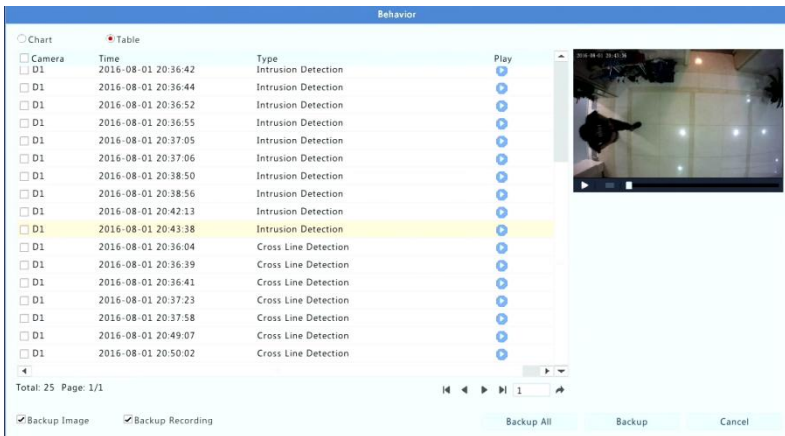 Behavior
Chart Table
Camera Time Type Play
D1 2016-08-01 20:36:42 Intrusion Detection
D1 2016-08-01 20:36:44 Intrusion Detection
D1 2016-08-01 20:36:52 Intrusion Detection
D1 2016-08-01 20:36:55 Intrusion Detection
D1 2016-08-01 20:37:05 Intrusion Detection
D1 2016-08-01 20:37:06 Intrusion Detection
D1 2016-08-01 20:38:50 Intrusion Detection
D1 2016-08-01 20:38:56 Intrusion Detection
D1 2016-08-01 20:42:13 Intrusion Detection
D1 2016-08-01 20:43:38 Intrusion Detection
D1 2016-08-01 20:36:04 Cross Line Detection
D1 2016-08-01 20:36:39 Cross Line Detection
D1 2016-08-01 20:36:41 Cross Line Detection
D1 2016-08-01 20:37:23 Cross Line Detection
D1 2016-08-01 20:37:58 Cross Line Detection
D1 2016-08-01 20:49:07 Cross Line Detection
D1 2016-08-01 20:50:02 Cross Line Detection
Total: 25 Page: 1/1 1
Backup Image Backup Recording Backup All Backup Cancel